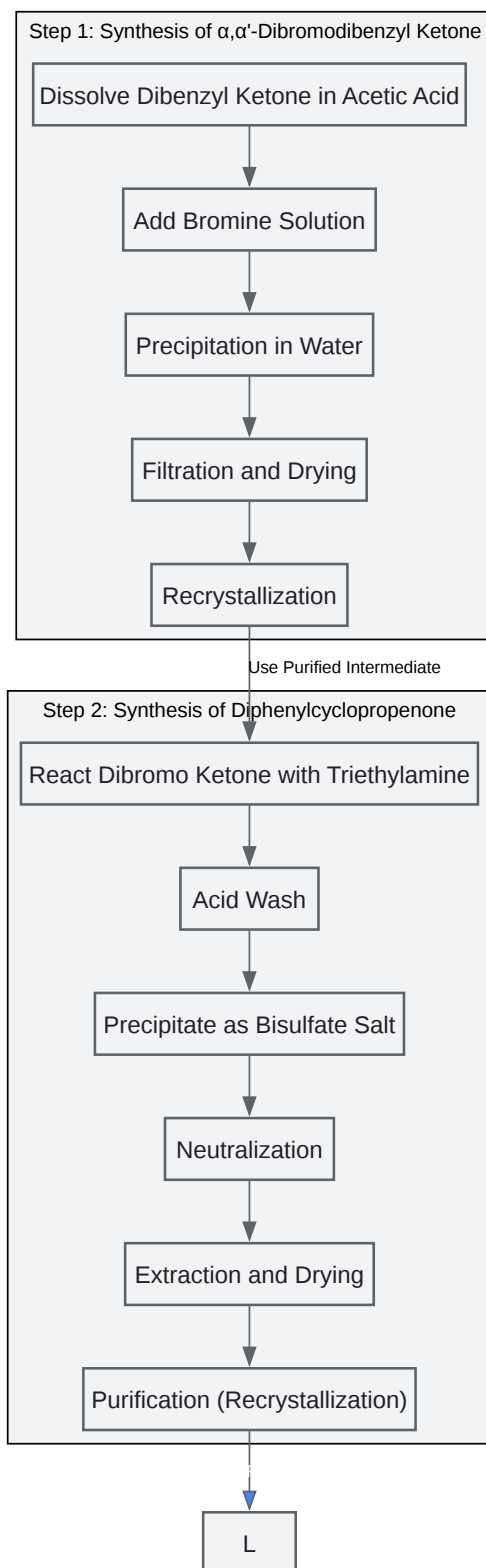 Step 1: Synthesis of α,α'-Dibromodibenzyl Ketone
Dissolve Dibenzyl Ketone in Acetic Acid
Add Bromine Solution
Precipitation in Water
Filtration and Drying
Recrystallization
Use Purified Intermediate
Step 2: Synthesis of Diphenylcyclopropenone
React Dibromo Ketone with Triethylamine
Acid Wash
Precipitate as Bisulfate Salt
Neutralization
Extraction and Drying
Purification (Recrystallization)
L